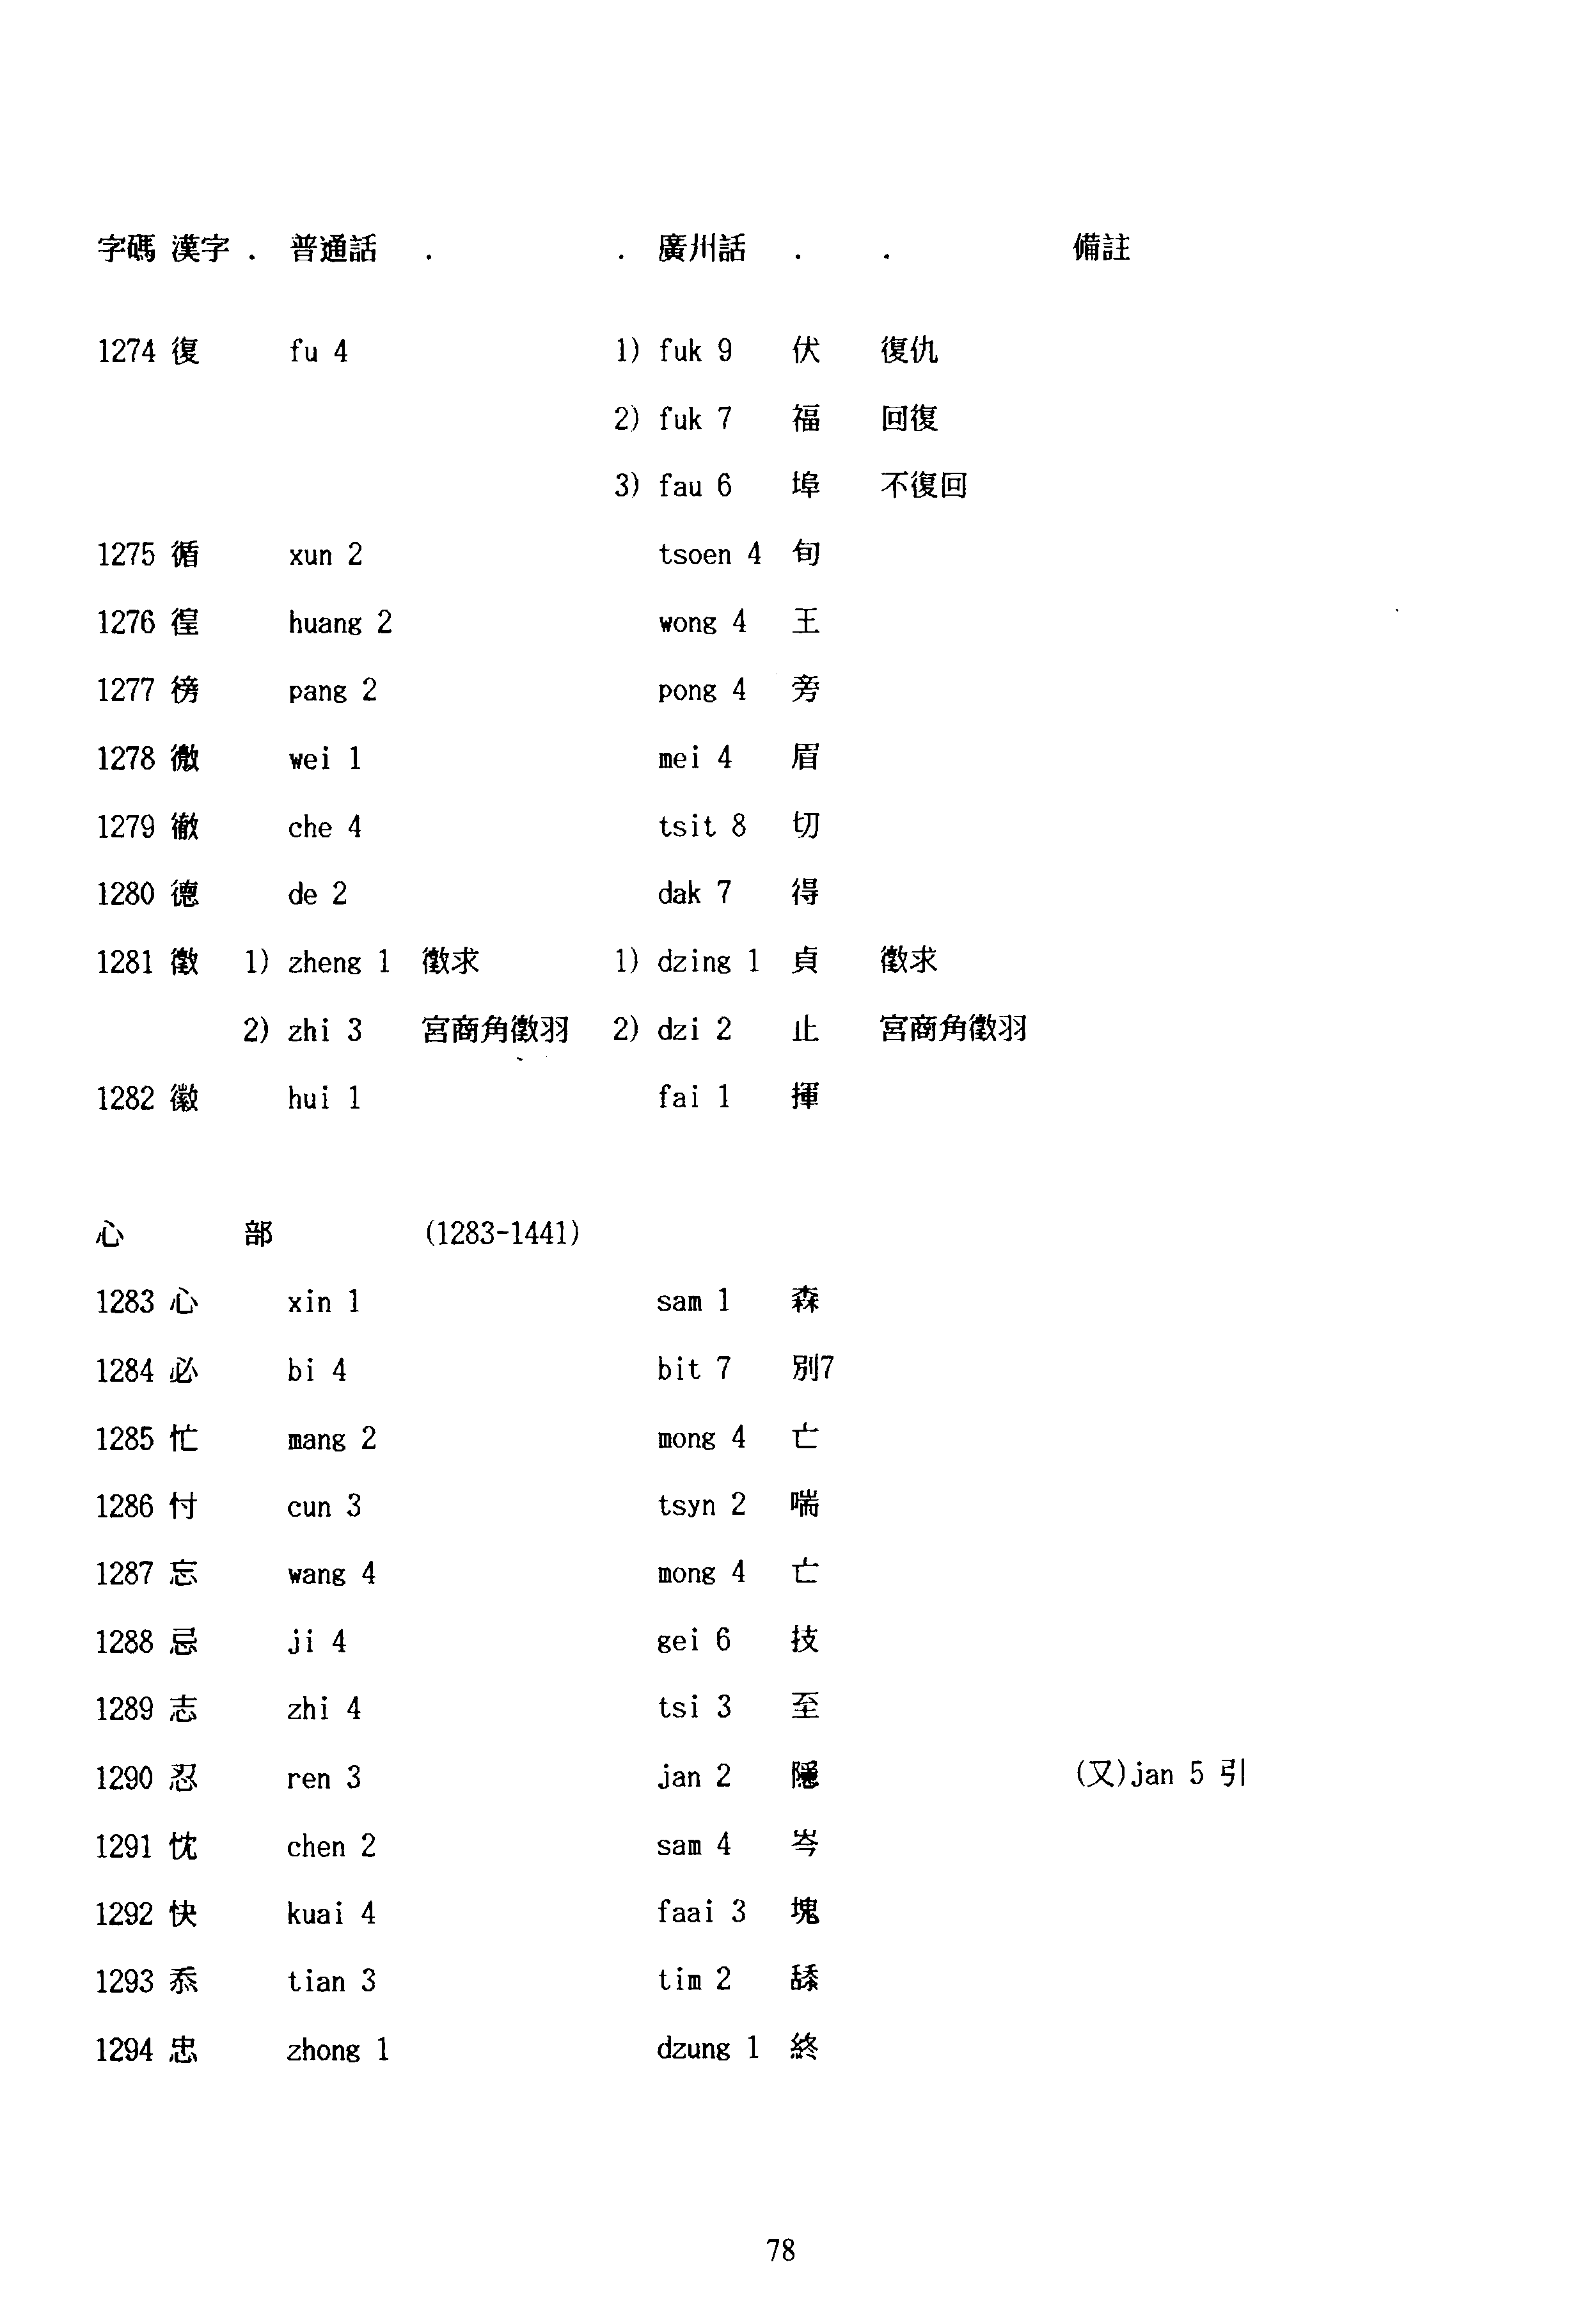 字碼 漢字 . 普通話 . . 廣川話 . . 備註
1274 復 fu 4 1) fuk 9 伏 復仇
2) fuk 7 福 回復
3) fau 6 埠 不復回
1275 循 xun 2 tsoen 4 旬
1276 徨 huang 2 wong 4 王
1277 徬 pang 2 pong 4 旁
1278 微 wei 1 mei 4 眉
1279 徹 che 4 tsit 8 切
1280 德 de 2 dak 7 得
1281 徵 1) zheng 1 徵求 1) dzing 1 貞 徵求
2) zhi 3 宮商角徵羽 2) dzi 2 止 宮商角徵羽
1282 徽 hui 1 fai 1 揮
心 部 (1283-1441)
1283 心 xin 1 sam 1 森
1284 必 bi 4 bit 7 別7
1285 忙 mang 2 mong 4 亡
1286 忖 cun 3 tsyn 2 喘
1287 忘 wang 4 mong 4 亡
1288 忌 ji 4 gei 6 技
1289 志 zhi 4 tsi 3 至
1290 忍 ren 3 jan 2 隱 (又)jan 5 引
1291 忱 chen 2 sam 4 岑
1292 快 kuai 4 faai 3 塊
1293 忝 tian 3 tim 2 舔
1294 忠 zhong 1 dzung 1 終
78